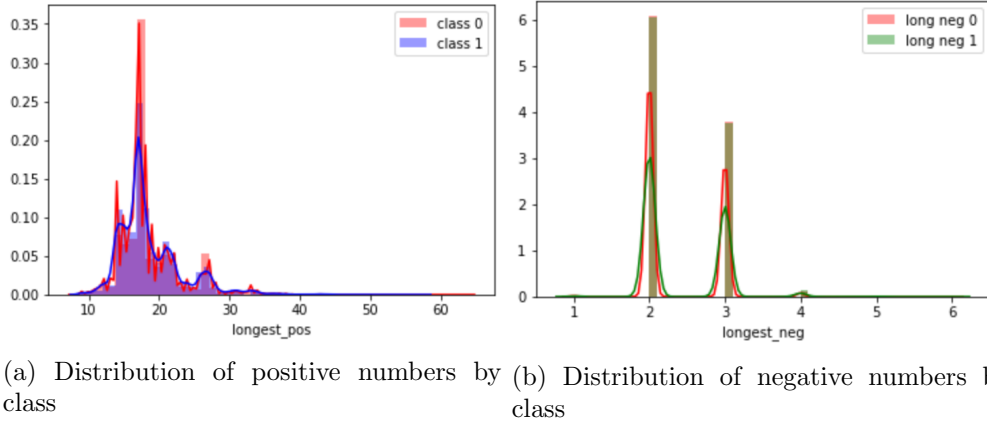 0.35
0.30
0.25
0.20
0.15
0.10
0.05
0.00
10 20 30 40 50 60
longest_pos
class 0
class 1
6
5
4
3
2
1
0
1 2 3 4 5 6
longest_neg
long neg 0
long neg 1
(a) Distribution of positive numbers by
class
(b) Distribution of negative numbers
class